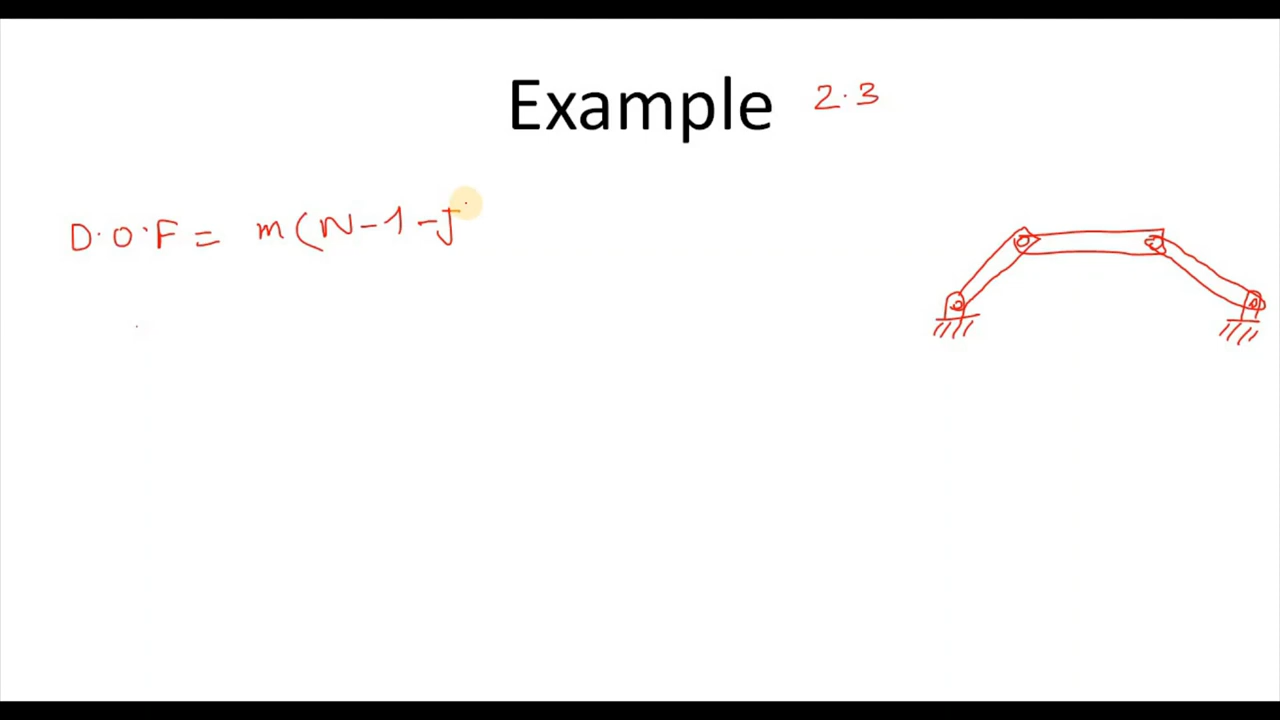 Example 2.3
D.O.F = m(N-1-J